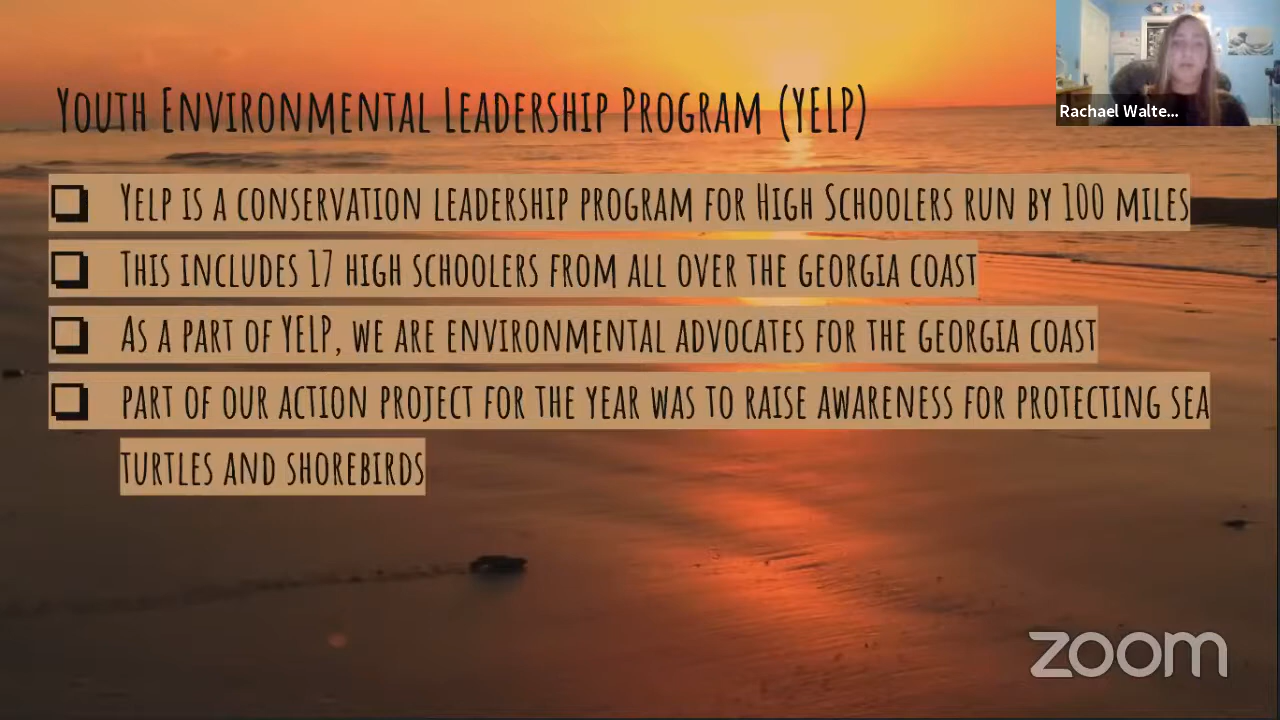 Youth Environmental Leadership Program (YELP)
Rachael Walte...
Yelp is a conservation leadership program for High Schoolers run by 100 miles
This includes 17 high schoolers from all over the georgia coast
As a part of YELP, we are environmental advocates for the georgia coast
part of our action project for the year was to raise awareness for protecting sea
turtles and shorebirds
zoom